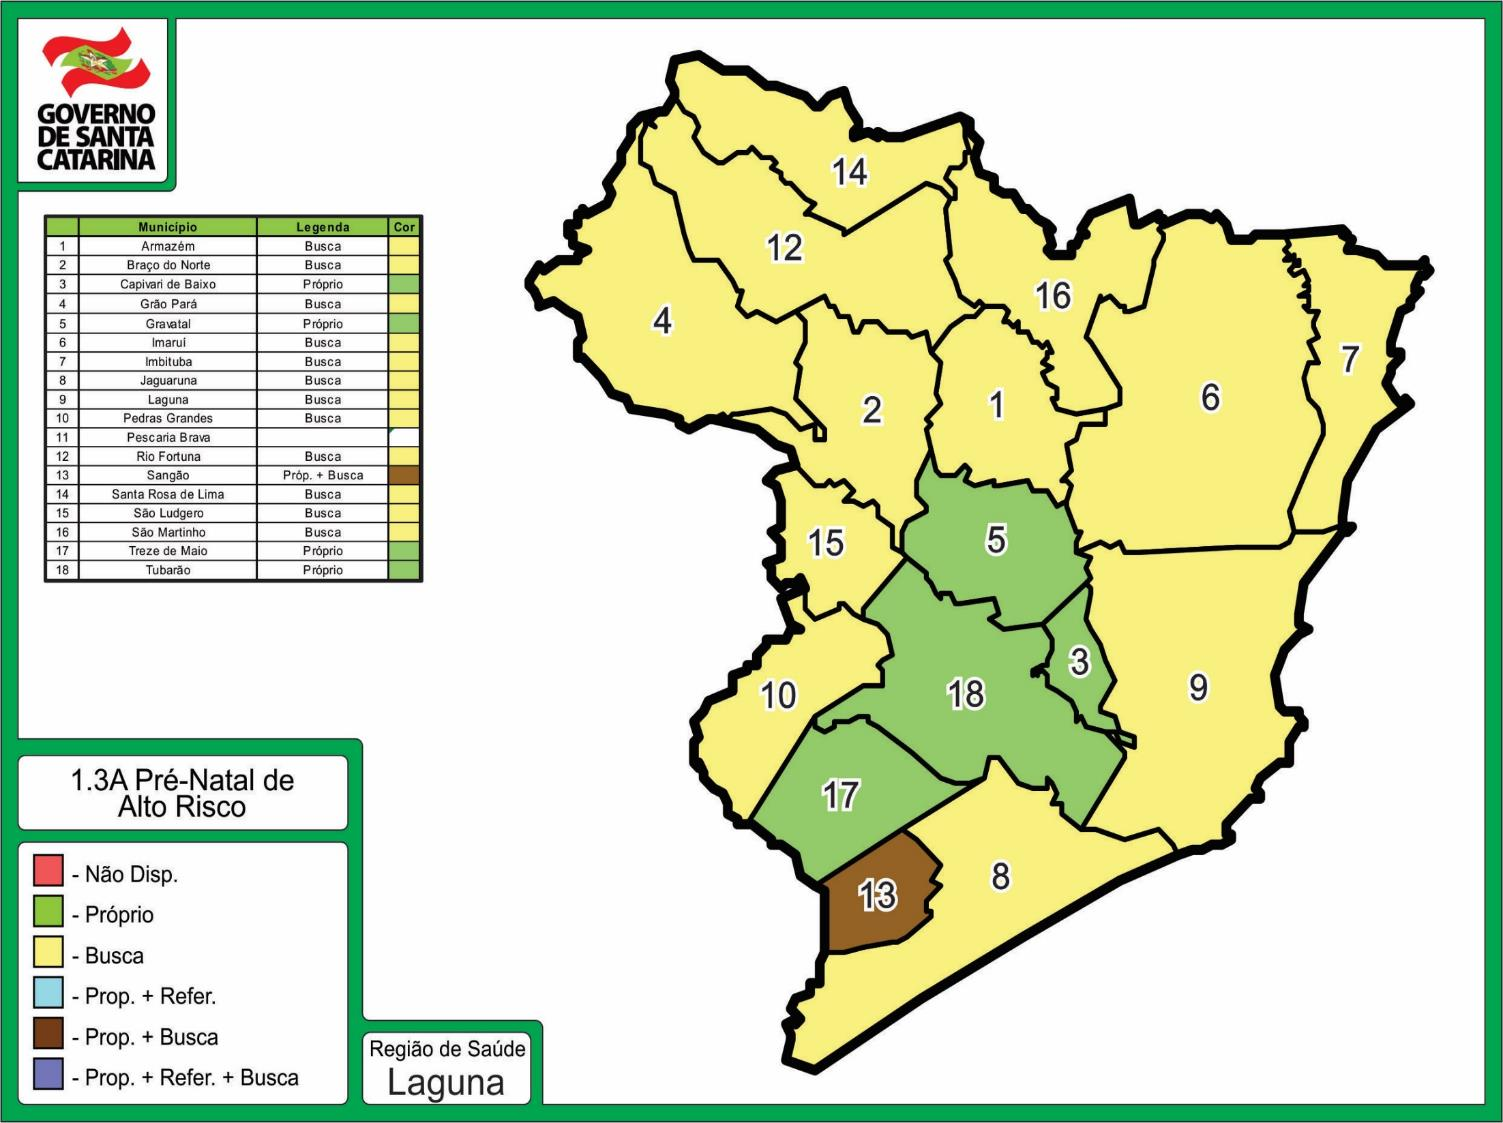 GOVERNO
DE SANTA
CATARINA
Município Legenda Cor
1 Armazém Busca
2 Braço do Norte Busca
3 Capivari de Baixo Próprio
4 Grão Pará Busca
5 Gravatal Próprio
6 Imaruí Busca
7 Imbituba Busca
8 Jaguaruna Busca
9 Laguna Busca
10 Pedras Grandes Busca
11 Pescaria Brava
12 Rio Fortuna Busca
13 Sangão Próp. + Busca
14 Santa Rosa de Lima Busca
15 São Ludgero Busca
16 São Martinho Busca
17 Treze de Maio Próprio
18 Tubarão Próprio
14
12
16
4
7
6
2
1
15
5
3
10
18
9
17
8
13
1.3A Pré-Natal de
Alto Risco
- Não Disp.
- Próprio
- Busca
- Prop. + Refer.
- Prop. + Busca
- Prop. + Refer. + Busca
Região de Saúde
Laguna